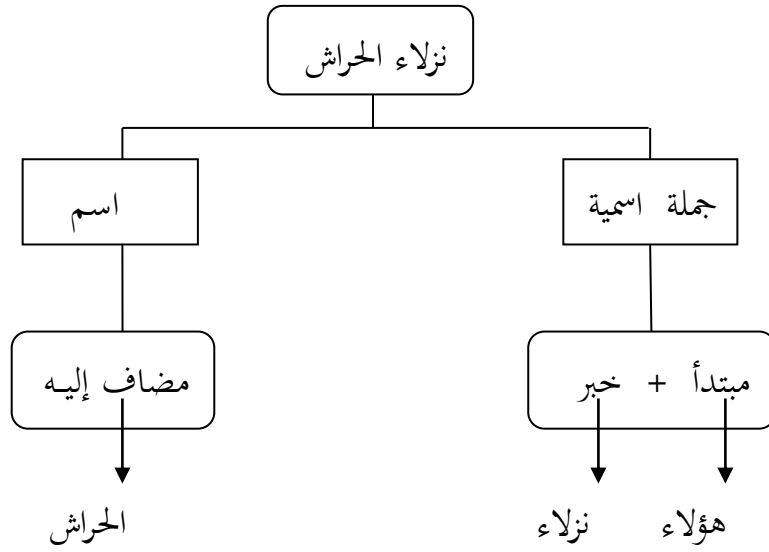 نزلاء الحراش
جملة اسمية
اسم
مبتدأ + خبر
مضاف إليه
هؤلاء
نزلاء
الحراش